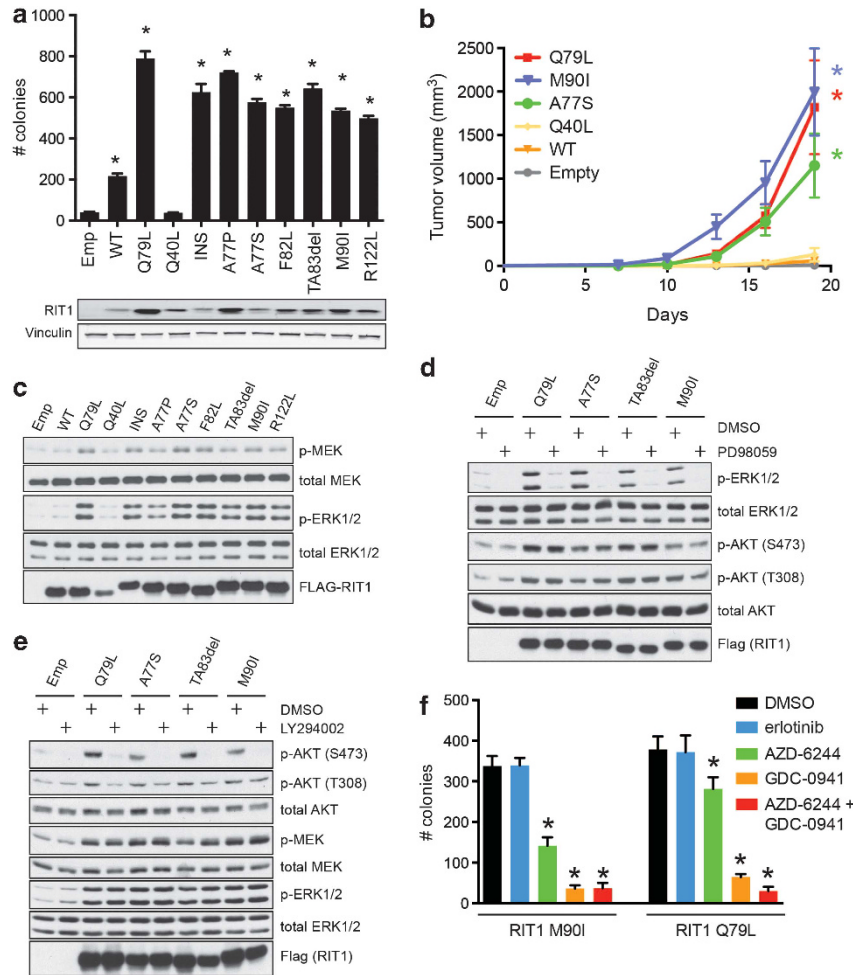 a
1000
800
600
400
200
0
# colonies
* * * * * * * * *
Emp WT Q79L Q40L INS A77P A77S F82L TA83del M90I R122L
RIT1
Vinculin
b
Q79L
M90I
A77S
Q40L
WT
Empty
2500
2000
1500
1000
500
0
Tumor volume (mm3)
*
*
*
0 5 10 15 20
Days
c
Emp WT Q79L Q40L INS A77P A77S F82L TA83del M90I R122L
p-MEK
total MEK
p-ERK1/2
total ERK1/2
FLAG-RIT1
d
Emp Q79L A77S TA83del M90I
+ + + + + DMSO
+ + + + + PD98059
p-ERK1/2
total ERK1/2
p-AKT (S473)
p-AKT (T308)
total AKT
Flag (RIT1)
e
Emp Q79L A77S TA83del M90I
+ + + + + DMSO
+ + + + + LY294002
p-AKT (S473)
p-AKT (T308)
total AKT
p-MEK
total MEK
p-ERK1/2
total ERK1/2
Flag (RIT1)
f
500
400
300
200
100
0
# colonies
* * * * * *
RIT1 M90I RIT1 Q79L
DMSO
erlotinib
AZD-6244
GDC-0941
AZD-6244 +
GDC-0941